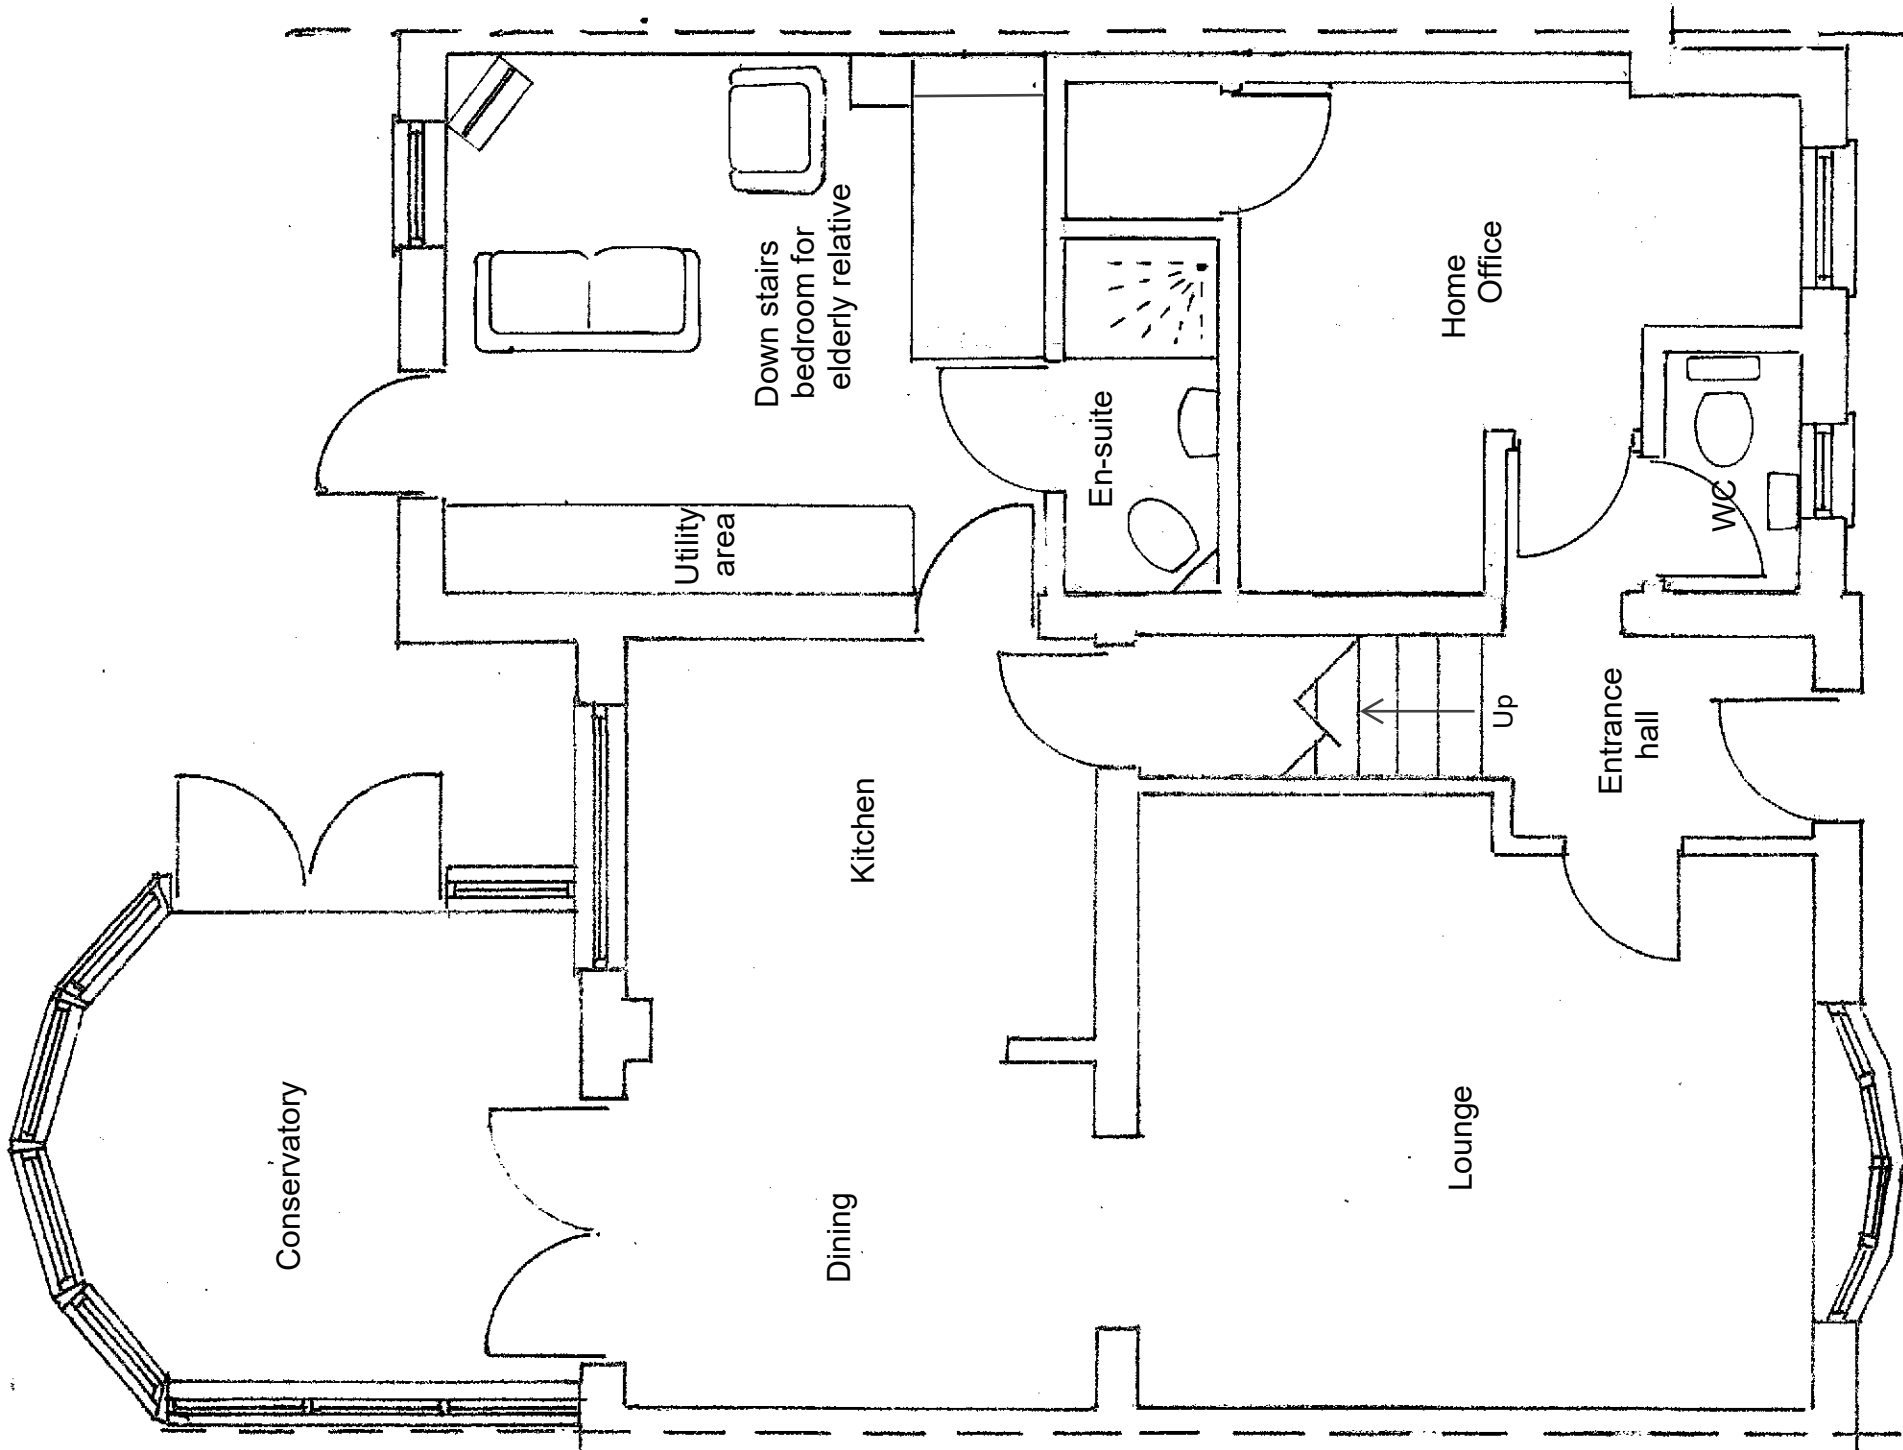 Conservatory
Down stairs
bedroom for
elderly relative
Utility
area
En-suite
Home
Office
WC
Kitchen
Dining
Up
Entrance
hall
Lounge